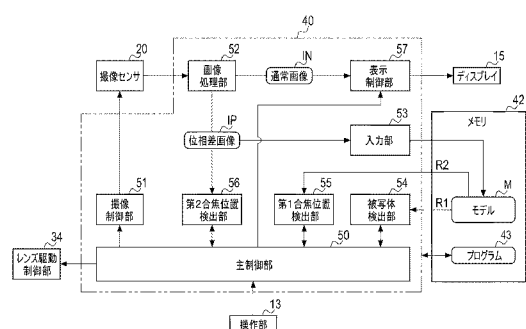 40
20
52
IN
57
15
撮像センサ
画像
処理部
通常画像
表示
制御部
ディスプレイ
42
53
メモリ
IP
位相差画像
入力部
R2
51
56
55
54
R1
M
撮像
制御部
第2合焦位置
検出部
第1合焦位置
検出部
被写体
検出部
モデル
34
50
43
レンズ駆動
制御部
主制御部
プログラム
13
操作部